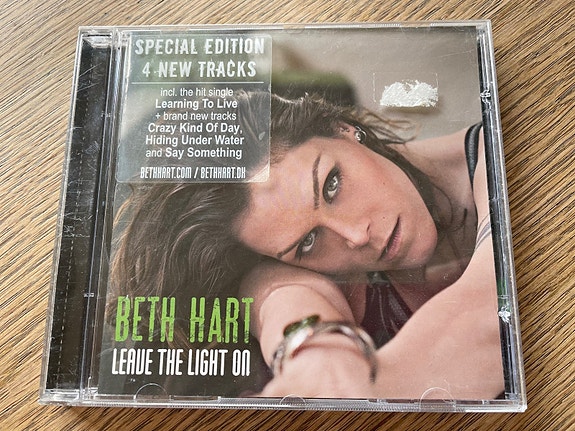 SPECIAL EDITION
4 NEW TRACKS
incl. the hit single
Learning To Live
+ brand new tracks
Crazy Kind Of Day,
Hiding Under Water
and Say Something
BETHHART.COM / BETHHART.DK
BETH HART
LEAVE THE LIGHT ON